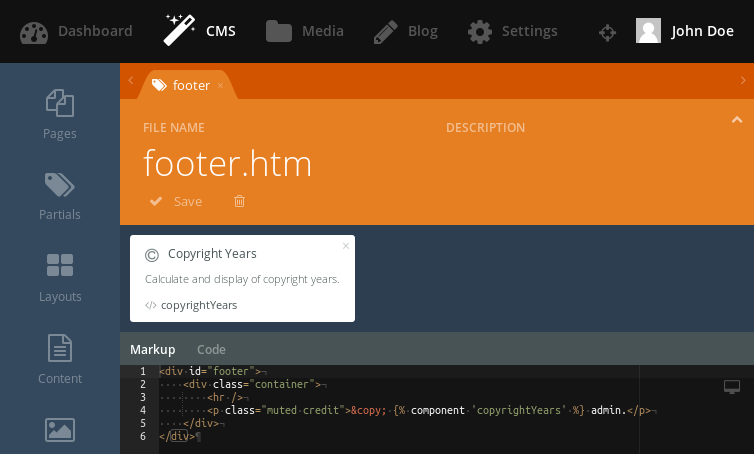 Dashboard CMS Media Blog Settings John Doe
footer ×
Pages
Partials
Layouts
Content
FILE NAME DESCRIPTION
footer.htm
Save
© Copyright Years ×
Calculate and display of copyright years.
</> copyrightYears
Markup Code
1 <div id="footer">
2     <div class="container">
3         <hr />
4         <p class="muted credit">&copy; {% component 'copyrightYears' %} admin.</p>
5     </div>
6 </div>